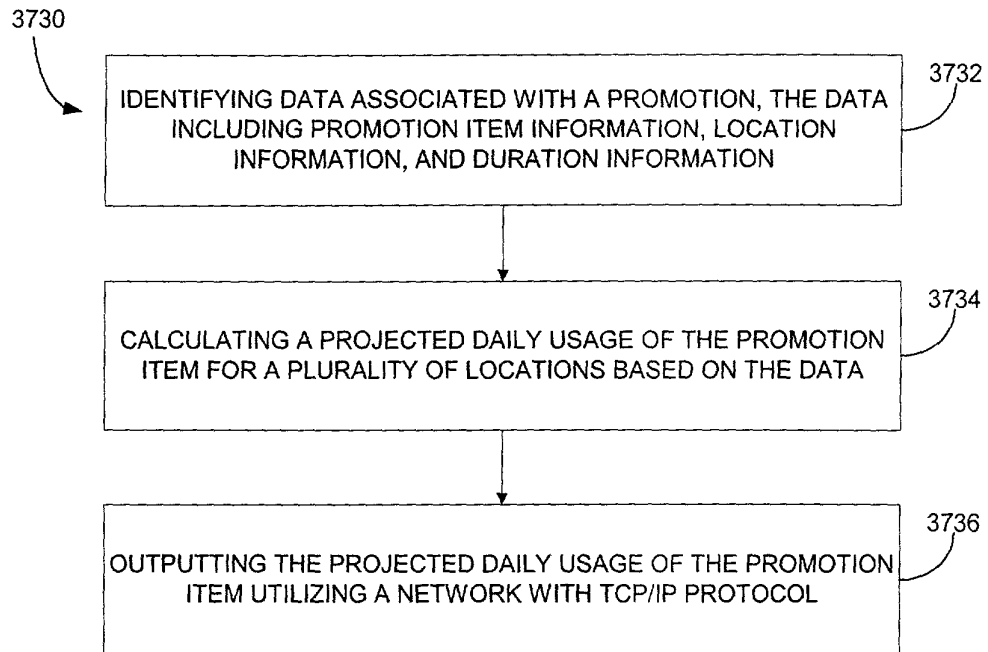 3730
3732
IDENTIFYING DATA ASSOCIATED WITH A PROMOTION, THE DATA
INCLUDING PROMOTION ITEM INFORMATION, LOCATION
INFORMATION, AND DURATION INFORMATION
3734
CALCULATING A PROJECTED DAILY USAGE OF THE PROMOTION
ITEM FOR A PLURALITY OF LOCATIONS BASED ON THE DATA
3736
OUTPUTTING THE PROJECTED DAILY USAGE OF THE PROMOTION
ITEM UTILIZING A NETWORK WITH TCP/IP PROTOCOL